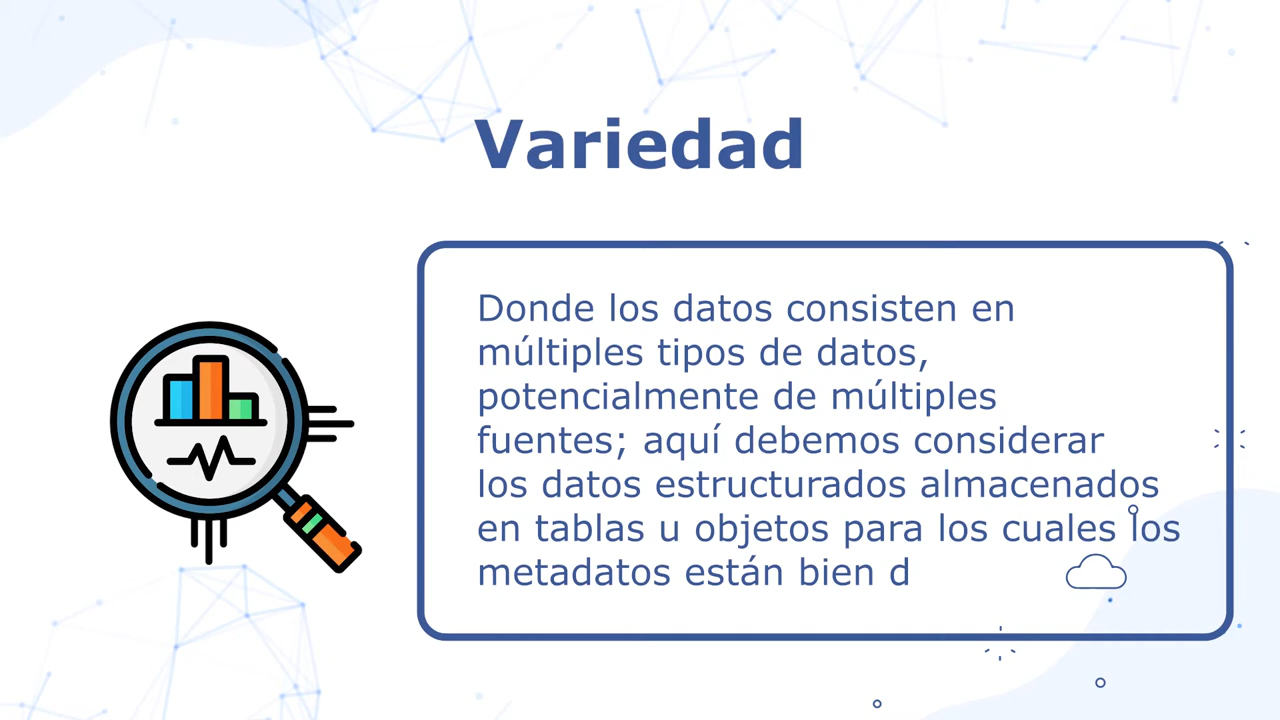 Variedad
Donde los datos consisten en
múltiples tipos de datos,
potencialmente de múltiples
fuentes; aquí debemos considerar
los datos estructurados almacenados
en tablas u objetos para los cuales los
metadatos están bien d